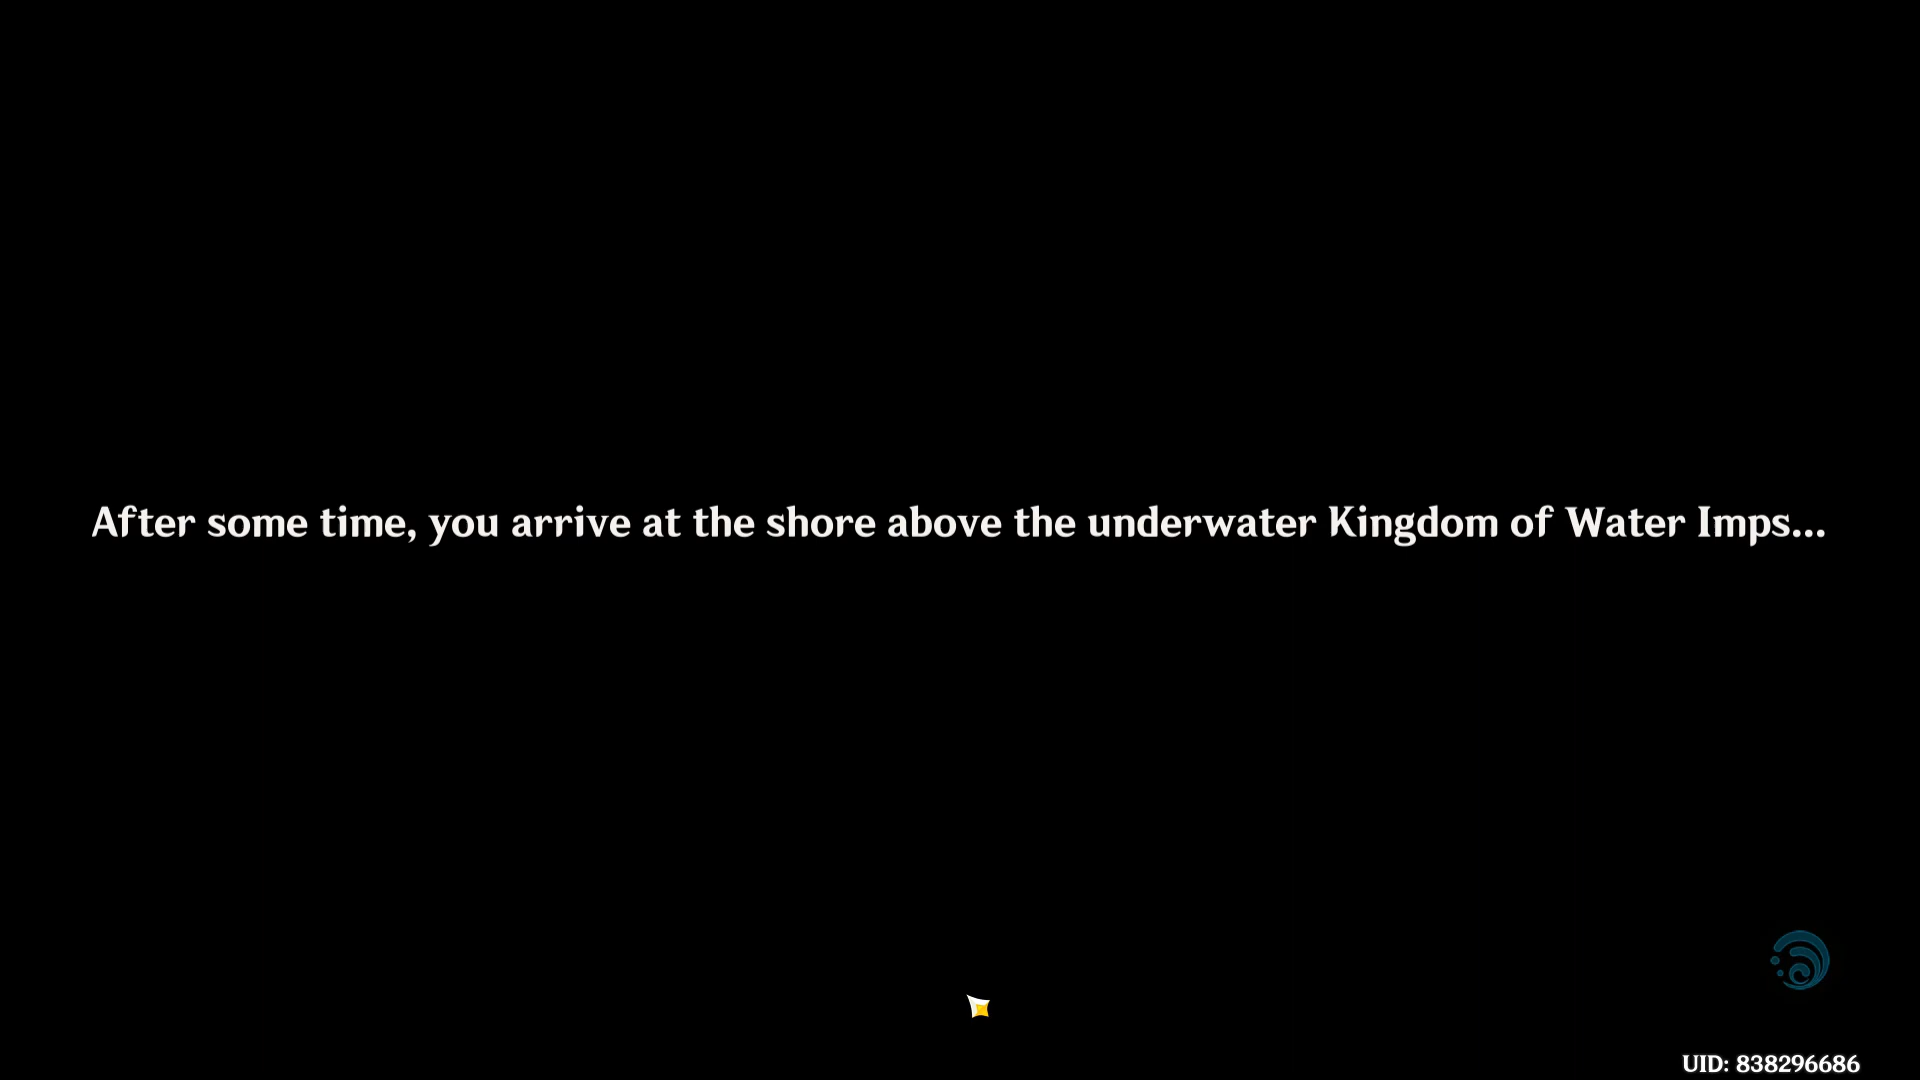 After some time, you arrive at the shore above the underwater Kingdom of Water Imps...
UID: 838296686